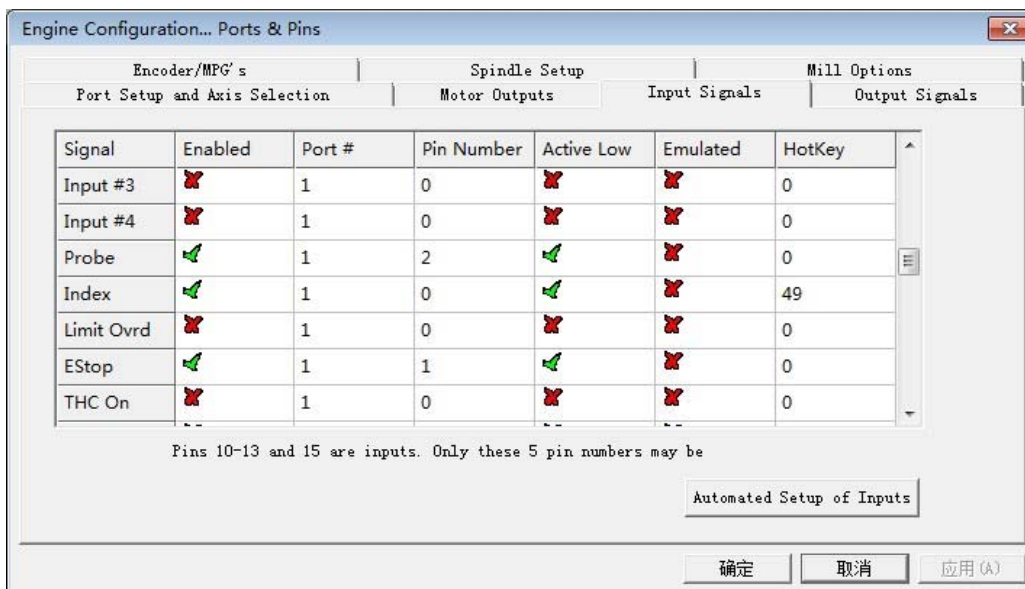 Engine Configuration... Ports & Pins
Encoder/MPG's Spindle Setup Mill Options
Port Setup and Axis Selection Motor Outputs Input Signals Output Signals
Signal Enabled Port # Pin Number Active Low Emulated HotKey
Input #3 1 0 0
Input #4 1 0 0
Probe 1 2 0
Index 1 0 49
Limit Ovrd 1 0 0
EStop 1 1 0
THC On 1 0 0
Pins 10-13 and 15 are inputs. Only these 5 pin numbers may be
Automated Setup of Inputs
确定 取消 应用(A)